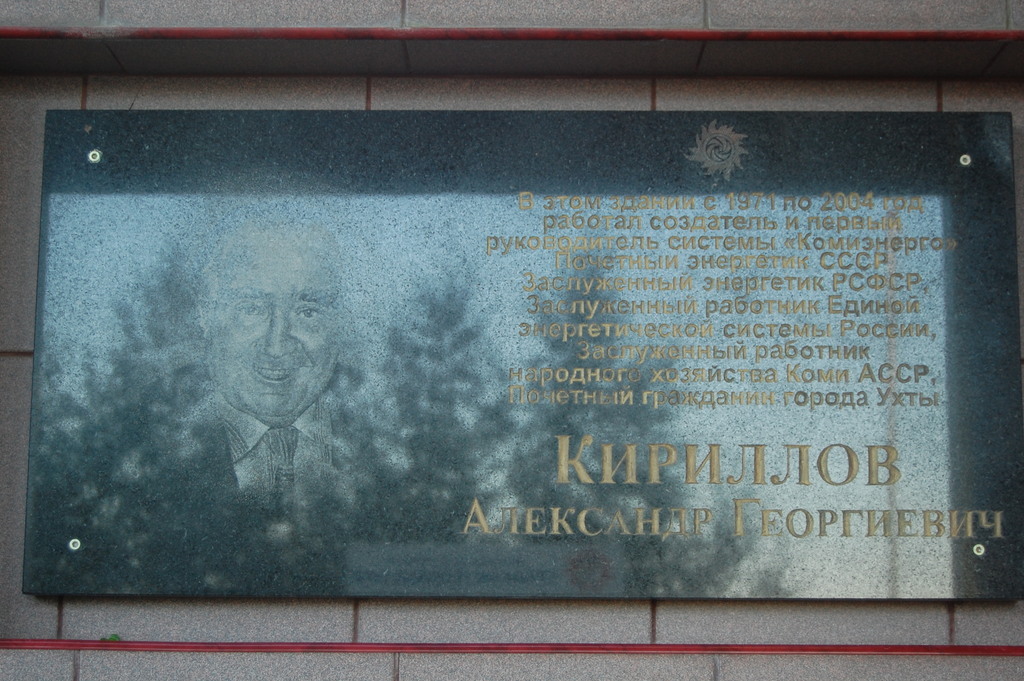 В этом здании с 1971 по 2004 год
работал создатель и первый
руководитель системы «Комиэнерго»
Почетный энергетик СССР,
Заслуженный энергетик РСФСР,
Заслуженный работник Единой
энергетической системы России,
Заслуженный работник
народного хозяйства Коми АССР,
Почетный гражданин города Ухты
КИРИЛЛОВ
АЛЕКСАНДР ГЕОРГИЕВИЧ